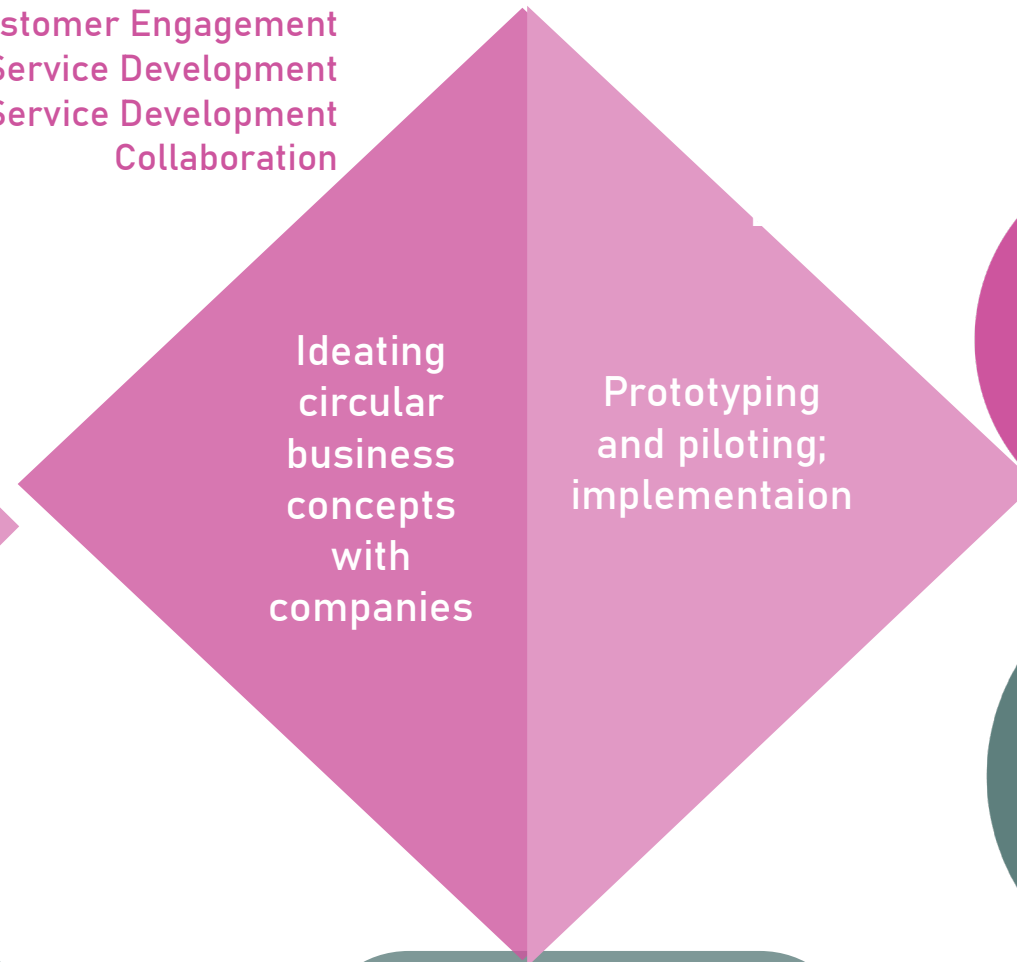 stomer Engagement
Service Development
Service Development
Collaboration
Ideating
circular
business
concepts
with
companies
Prototyping
and piloting;
implementaion